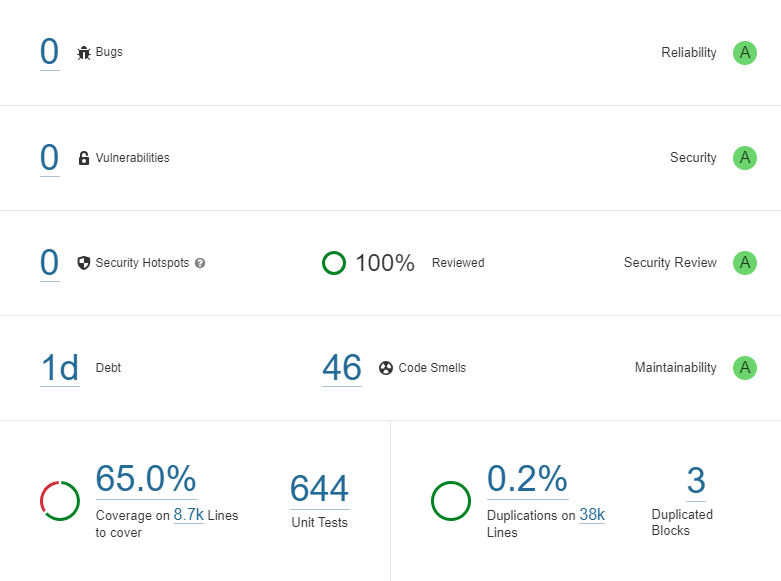 0 Bugs Reliability A
0 Vulnerabilities Security A
0 Security Hotspots ? 100% Reviewed Security Review A
1d Debt 46 Code Smells Maintainability A
65.0%
Coverage on 8.7k Lines
to cover
644
Unit Tests
0.2%
Duplications on 38k
Lines
3
Duplicated
Blocks